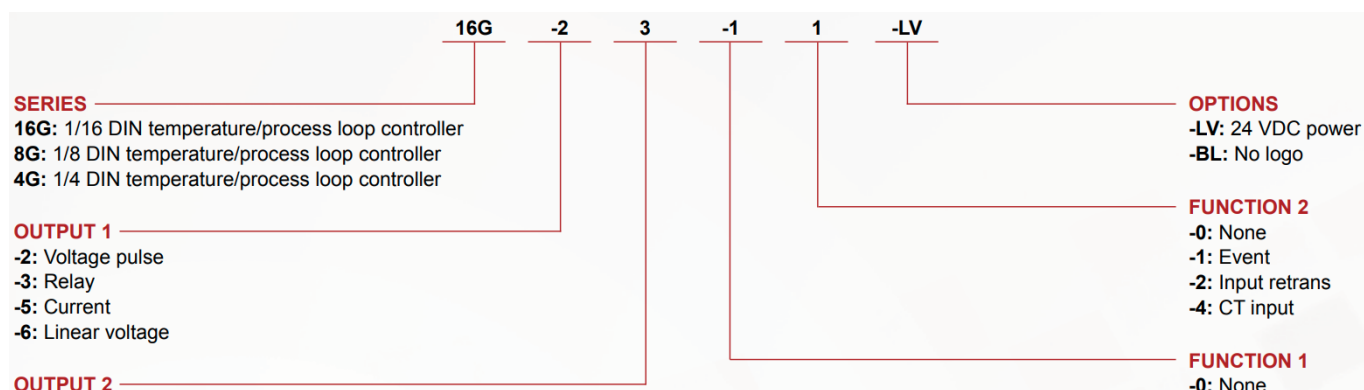 16G -2 3 -1 1 -LV
SERIES
16G: 1/16 DIN temperature/process loop controller
8G: 1/8 DIN temperature/process loop controller
4G: 1/4 DIN temperature/process loop controller
OUTPUT 1
-2: Voltage pulse
-3: Relay
-5: Current
-6: Linear voltage
OUTPUT 2
OPTIONS
-LV: 24 VDC power
-BL: No logo
FUNCTION 2
-0: None
-1: Event
-2: Input retrans
-4: CT input
FUNCTION 1
-0: None